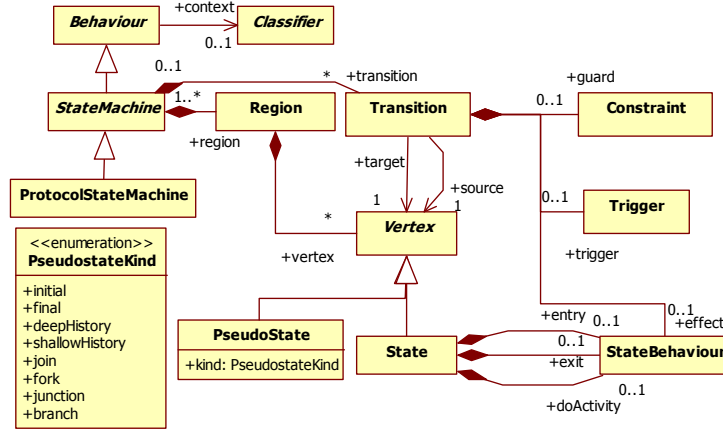 Behaviour
+context
0..1
Classifier
0..1
*
+transition
+guard
StateMachine
1..*
+region
Region
Transition
0..1
Constraint
+target
+source
1
1
ProtocolStateMachine
0..1
Trigger
+trigger
*
+vertex
Vertex
<<enumeration>>
PseudostateKind
+initial
+final
+deepHistory
+shallowHistory
+join
+fork
+junction
+branch
PseudoState
+kind: PseudostateKind
State
+entry
0..1
0..1
+exit
+doActivity
0..1
0..1
+effect
StateBehaviour